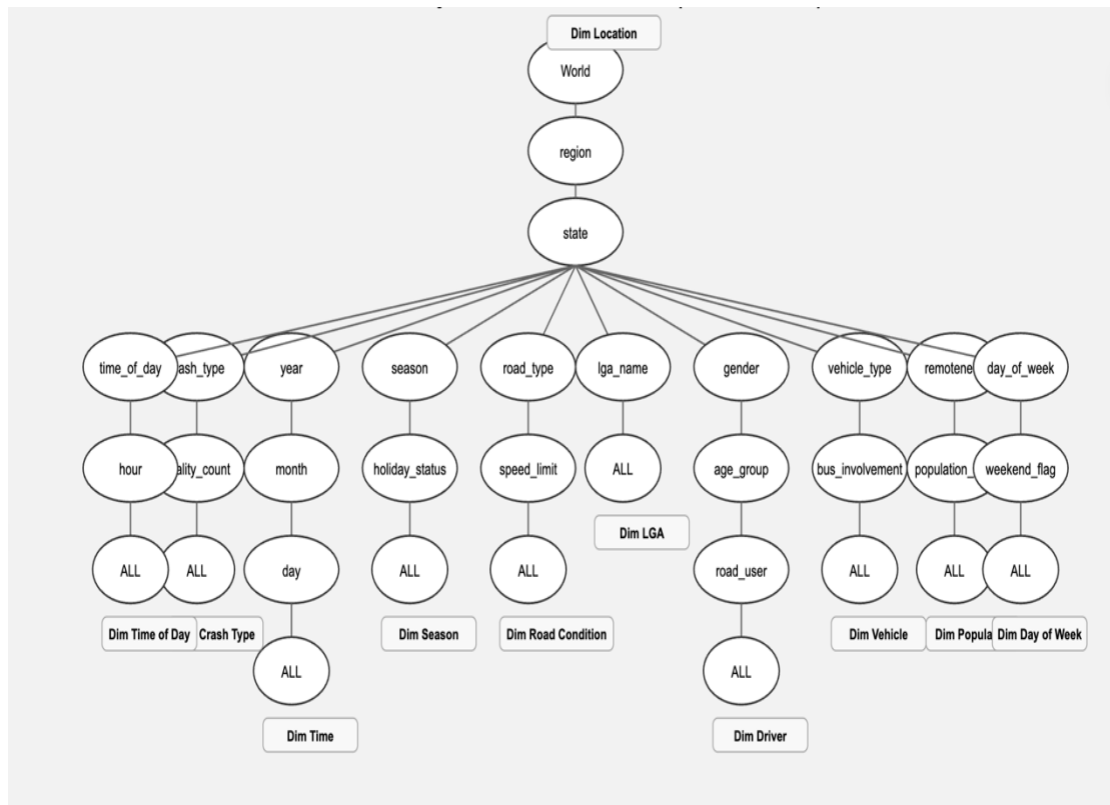 Dim Location
World
region
state
time_of_day
ash_type
year
season
road_type
lga_name
gender
vehicle_type
remotene
day_of_week
hour
ality_count
month
holiday_status
speed_limit
ALL
age_group
bus_involvement
population_
weekend_flag
Dim LGA
ALL
ALL
day
ALL
ALL
road_user
ALL
ALL
ALL
Dim Time of Day
Crash Type
Dim Season
Dim Road Condition
Dim Vehicle
Dim Popula
Dim Day of Week
ALL
ALL
Dim Time
Dim Driver